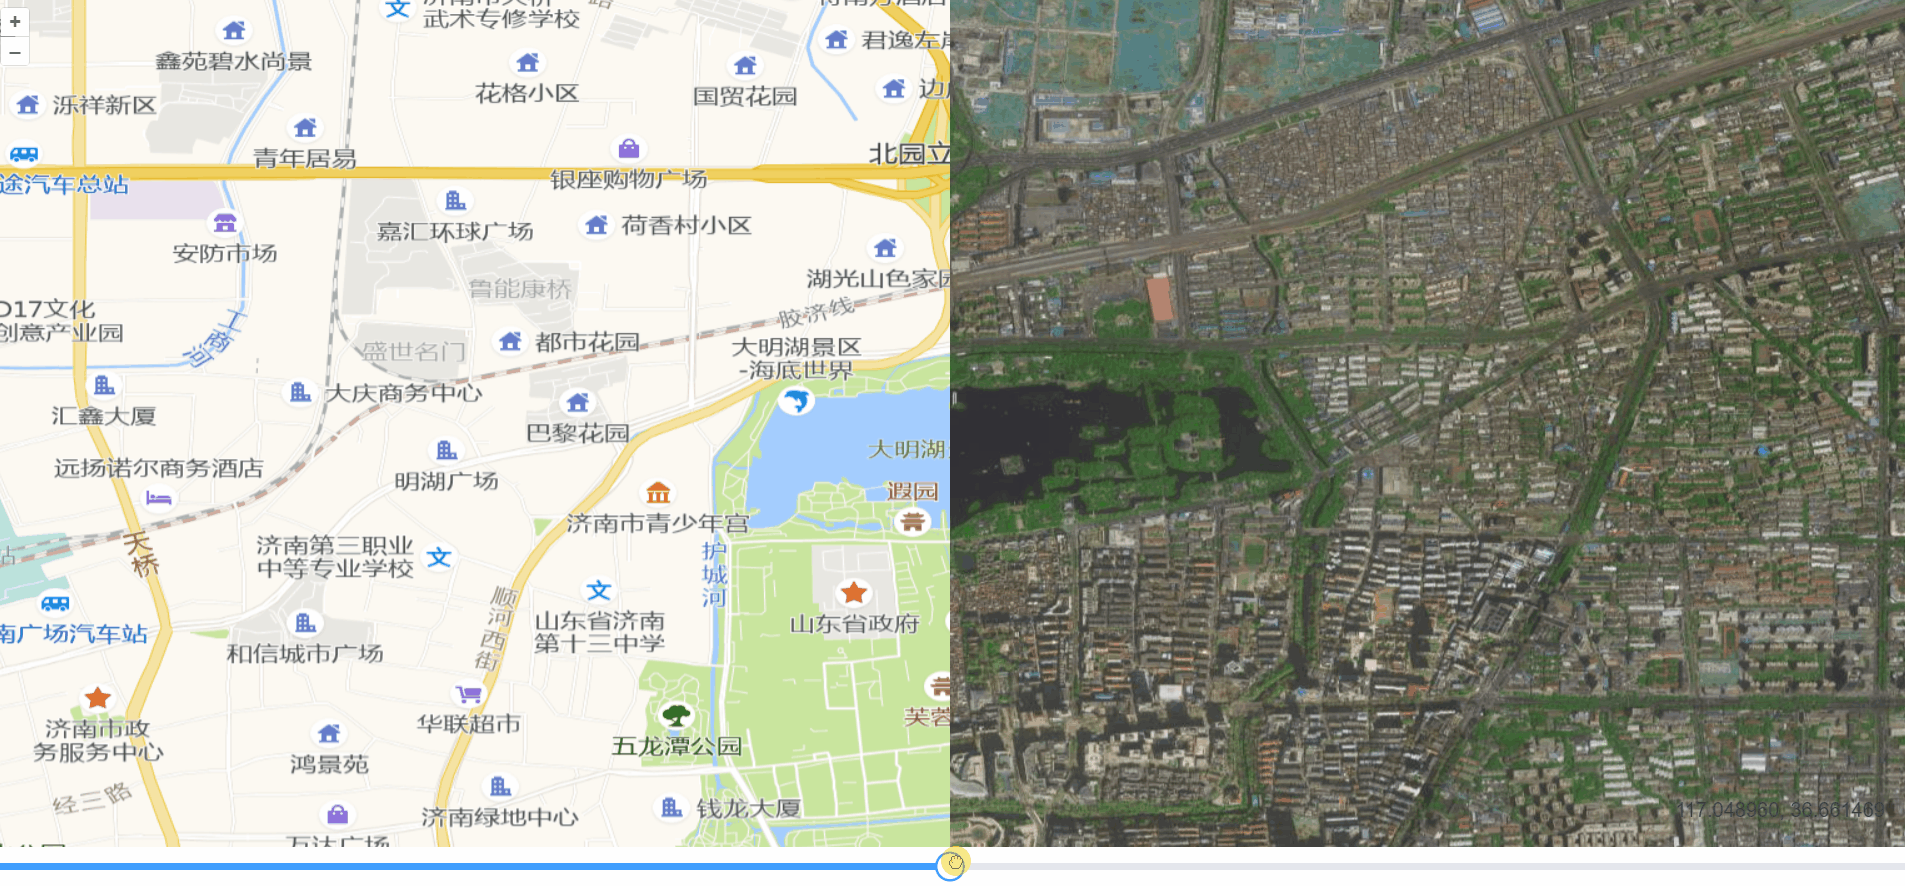 +
−
武术专修学校
鑫苑碧水尚景
花格小区
国贸花园
君逸左岸
泺祥新区
青年居易
银座购物广场
北园立
途汽车总站
嘉汇环球广场
荷香村小区
安防市场
湖光山色家园
鲁能康桥
D17文化
创意产业园
工商河
胶济线
盛世名门
都市花园
大明湖景区
-海底世界
大庆商务中心
汇鑫大厦
巴黎花园
大明湖
远扬诺尔商务酒店
明湖广场
遐园
济南市青少年宫
天桥
济南第三职业
中等专业学校
护城河
站
顺河西街
山东省济南
第十三中学
山东省政府
南广场汽车站
和信城市广场
华联超市
芙蓉
济南市政
务服务中心
五龙潭公园
鸿景苑
经三路
济南绿地中心
钱龙大厦
万达广场
117.048960, 36.661469